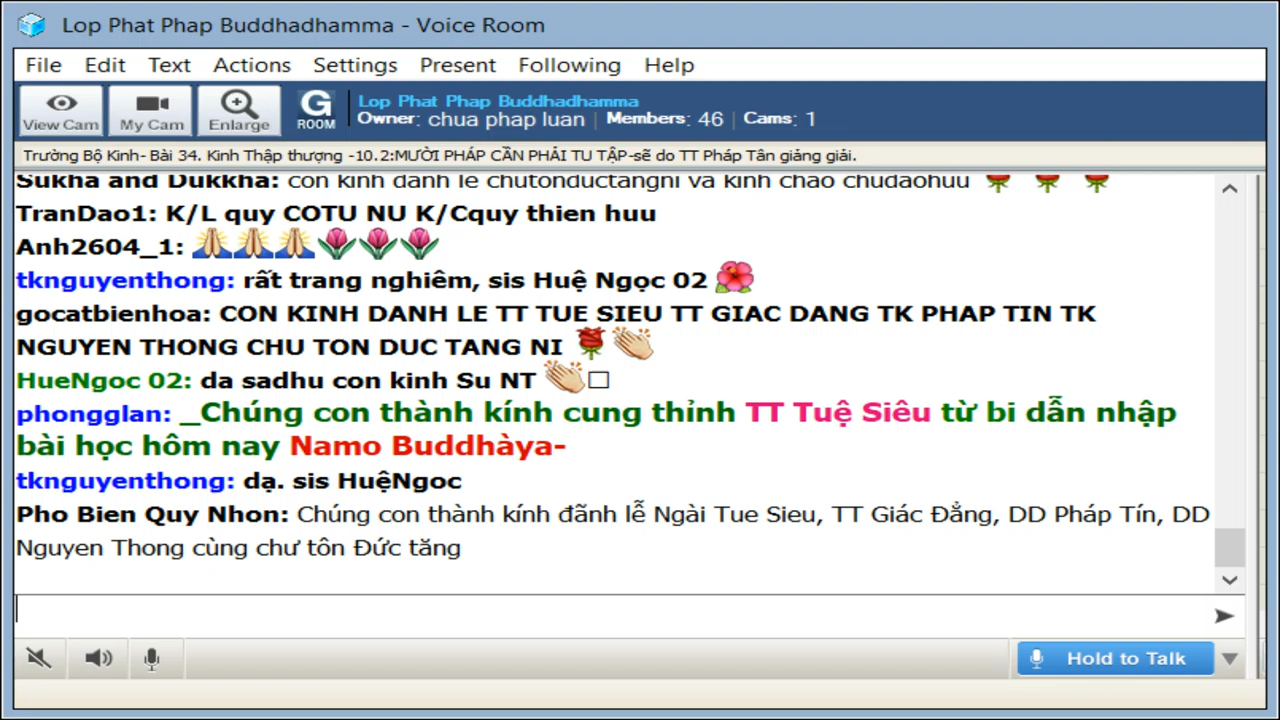 Lop Phat Phap Buddhadhamma - Voice Room
File Edit Text Actions Settings Present Following Help
View Cam My Cam Enlarge G ROOM
Lop Phat Phap Buddhadhamma
Owner: chua phap luan | Members: 46 | Cams: 1
Trường Bộ Kinh- Bài 34. Kinh Thập thượng -10.2:MƯỜI PHÁP CẦN PHẢI TU TẬP-sẽ do TT Pháp Tân giảng giải.
Sukha and Dukkha: con kinh danh le chutonductangni va kinh chao chudaohuu
TranDao1: K/L quy COTU NU K/Cquy thien huu
Anh2604_1:
tknguyenthong: rất trang nghiêm, sis Huệ Ngọc 02
gocatbienhoa: CON KINH DANH LE TT TUE SIEU TT GIAC DANG TK PHAP TIN TK
NGUYEN THONG CHU TON DUC TANG NI
HueNgoc 02: da sadhu con kinh Su NT
phongglan: _Chúng con thành kính cung thỉnh TT Tuệ Siêu từ bi dẫn nhập
bài học hôm nay Namo Buddhàya-
tknguyenthong: dạ. sis HuệNgoc
Pho Bien Quy Nhon: Chúng con thành kính đãnh lễ Ngài Tue Sieu, TT Giác Đẳng, DD Pháp Tín, DD
Nguyen Thong cùng chư tôn Đức tăng
Hold to Talk